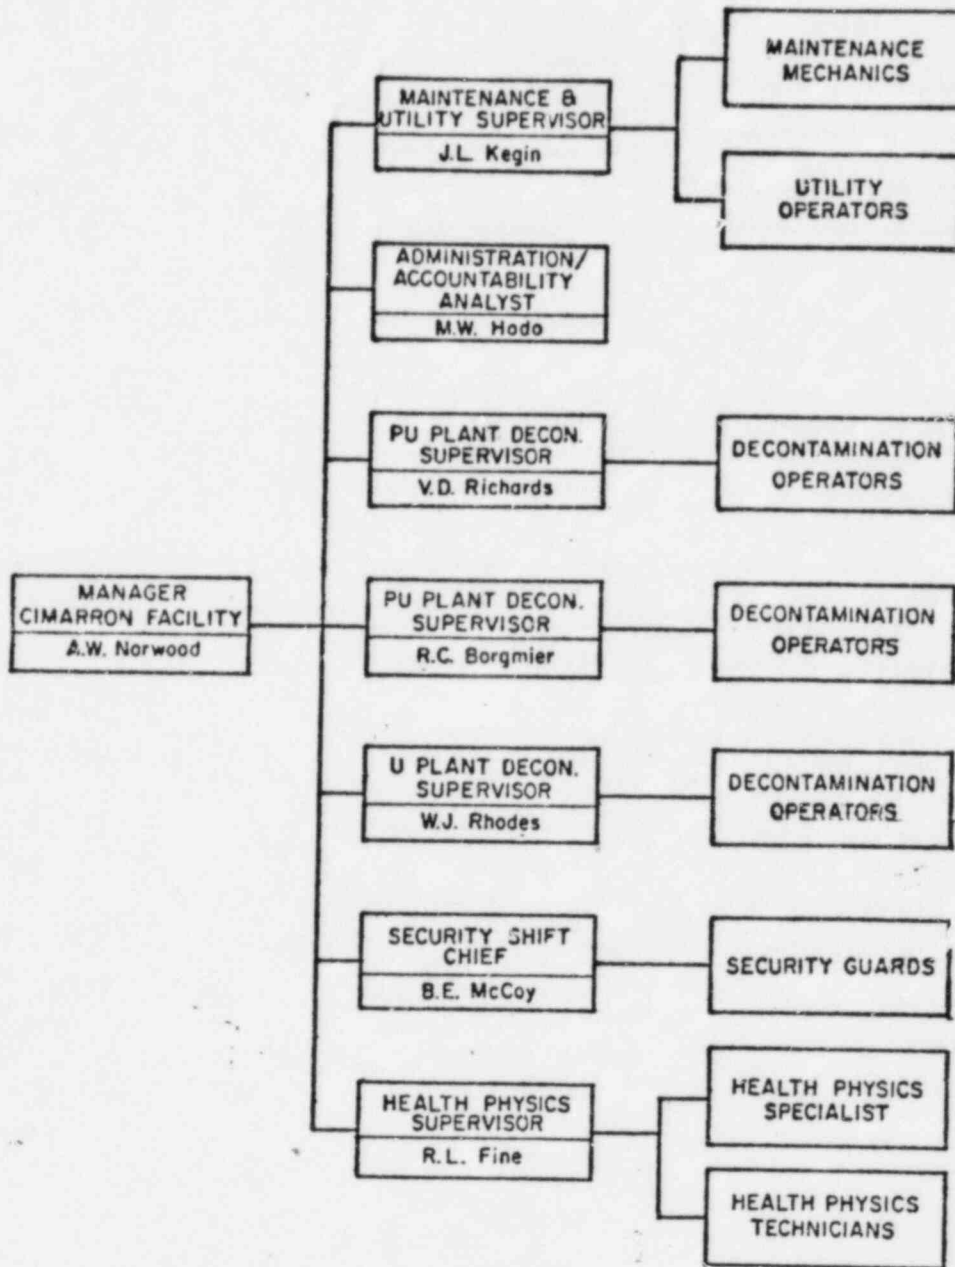 MAINTENANCE
MECHANICS
MAINTENANCE &
UTILITY SUPERVISOR
J.L. Kegin
UTILITY
OPERATORS
ADMINISTRATION/
ACCOUNTABILITY
ANALYST
M.W. Hodo
PU PLANT DECON.
SUPERVISOR
V.D. Richards
DECONTAMINATION
OPERATORS
MANAGER
CIMARRON FACILITY
A.W. Norwood
PU PLANT DECON.
SUPERVISOR
R.C. Borgmier
DECONTAMINATION
OPERATORS
U PLANT DECON.
SUPERVISOR
W.J. Rhodes
DECONTAMINATION
OPERATORS
SECURITY SHIFT
CHIEF
B.E. McCoy
SECURITY GUARDS
HEALTH PHYSICS
SUPERVISOR
R.L. Fine
HEALTH PHYSICS
SPECIALIST
HEALTH PHYSICS
TECHNICIANS